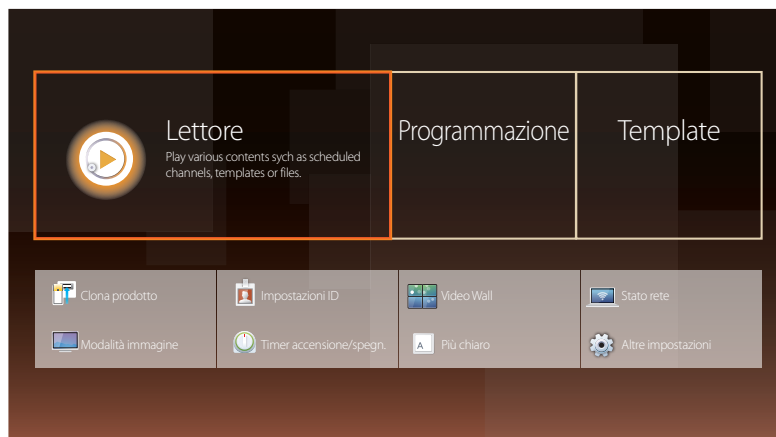 Lettore
Programmazione
Template
Play various contents sych as scheduled
channels, templates or files.
Clona prodotto
Impostazioni ID
Video Wall
Stato rete
Modalità immagine
Timer accensione/spegn.
A
Più chiaro
Altre impostazioni